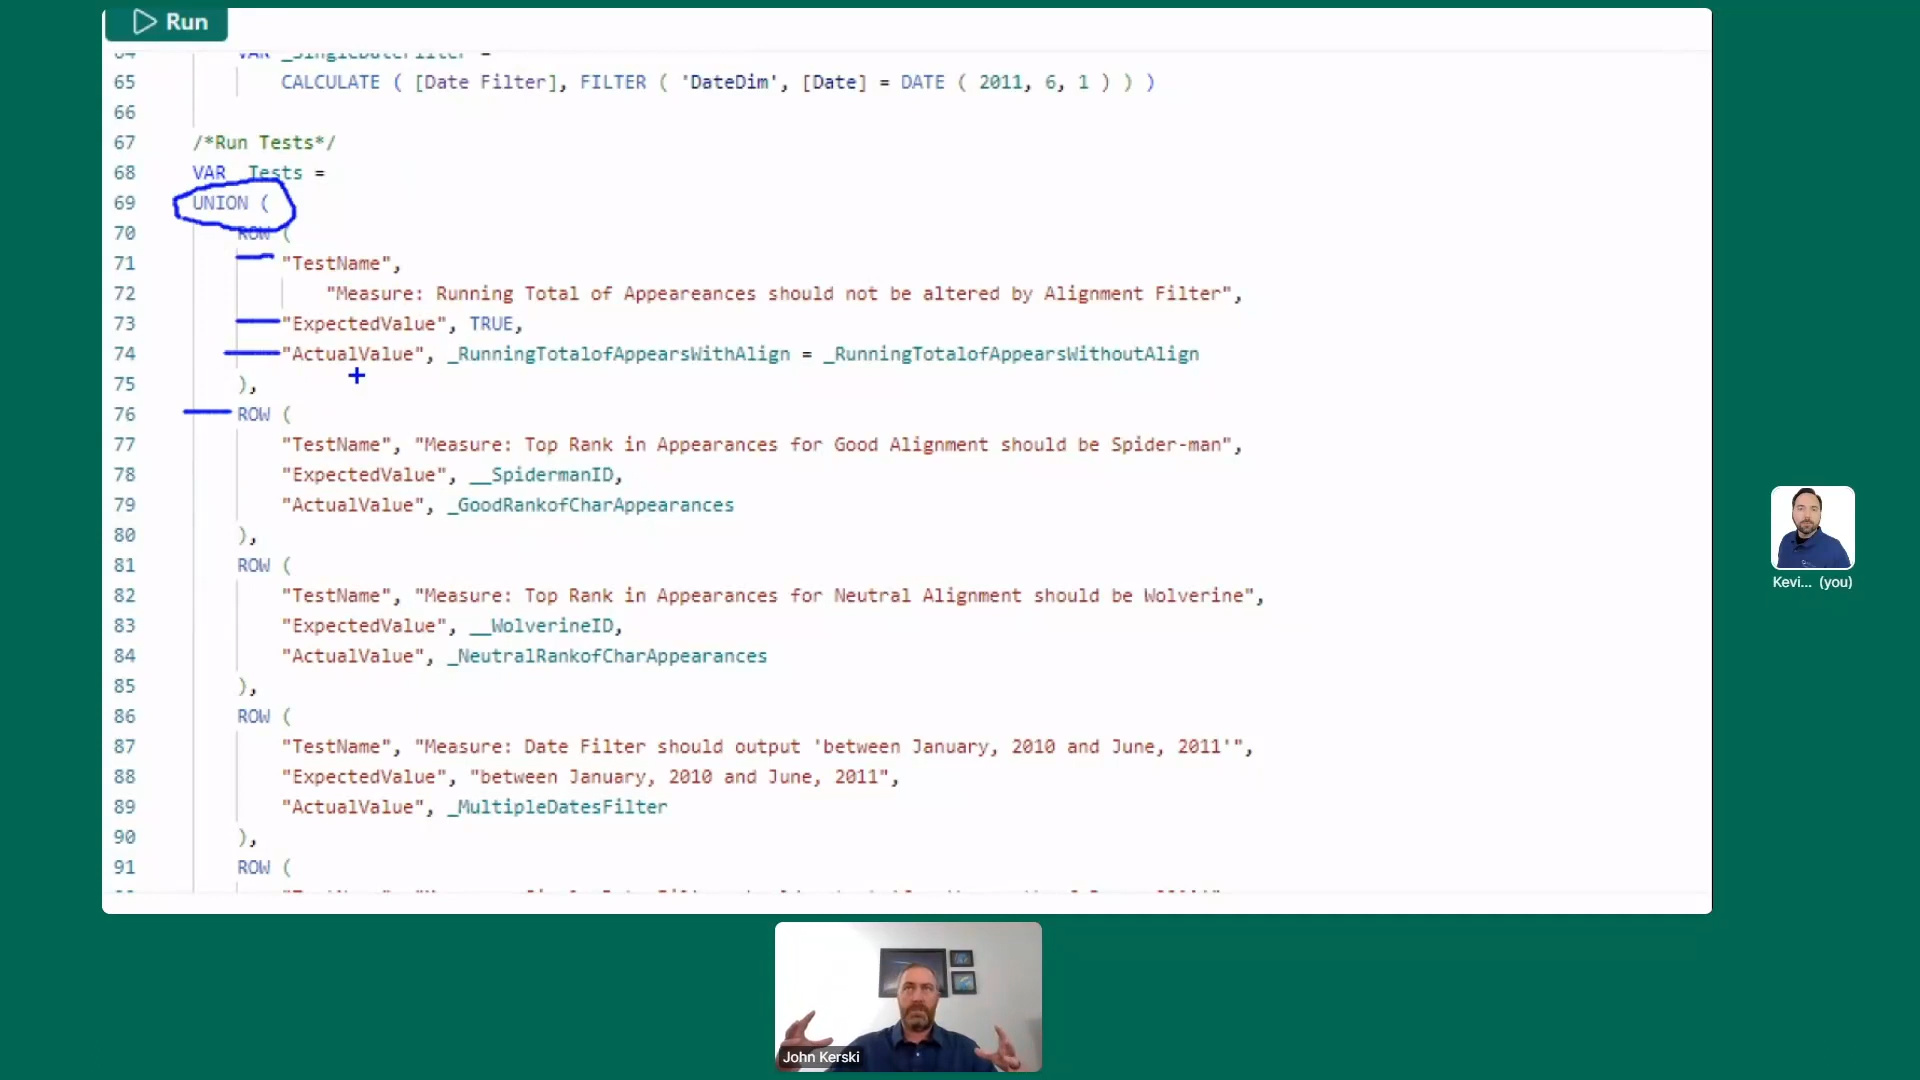 Run
64 VAR _SingleDateFilter =
65 CALCULATE ( [Date Filter], FILTER ( 'DateDim', [Date] = DATE ( 2011, 6, 1 ) ) )
66
67 /*Run Tests*/
68 VAR _Tests =
69 UNION (
70 ROW (
71 "TestName",
72 "Measure: Running Total of Appeareances should not be altered by Alignment Filter",
73 "ExpectedValue", TRUE,
74 "ActualValue", _RunningTotalofAppearsWithAlign = _RunningTotalofAppearsWithoutAlign
75 ),
76 ROW (
77 "TestName", "Measure: Top Rank in Appearances for Good Alignment should be Spider-man",
78 "ExpectedValue", __SpidermanID,
79 "ActualValue", _GoodRankofCharAppearances
80 ),
81 ROW (
82 "TestName", "Measure: Top Rank in Appearances for Neutral Alignment should be Wolverine",
83 "ExpectedValue", __WolverineID,
84 "ActualValue", _NeutralRankofCharAppearances
85 ),
86 ROW (
87 "TestName", "Measure: Date Filter should output 'between January, 2010 and June, 2011'",
88 "ExpectedValue", "between January, 2010 and June, 2011",
89 "ActualValue", _MultipleDatesFilter
90 ),
91 ROW (
Kevi... (you)
John Kerski